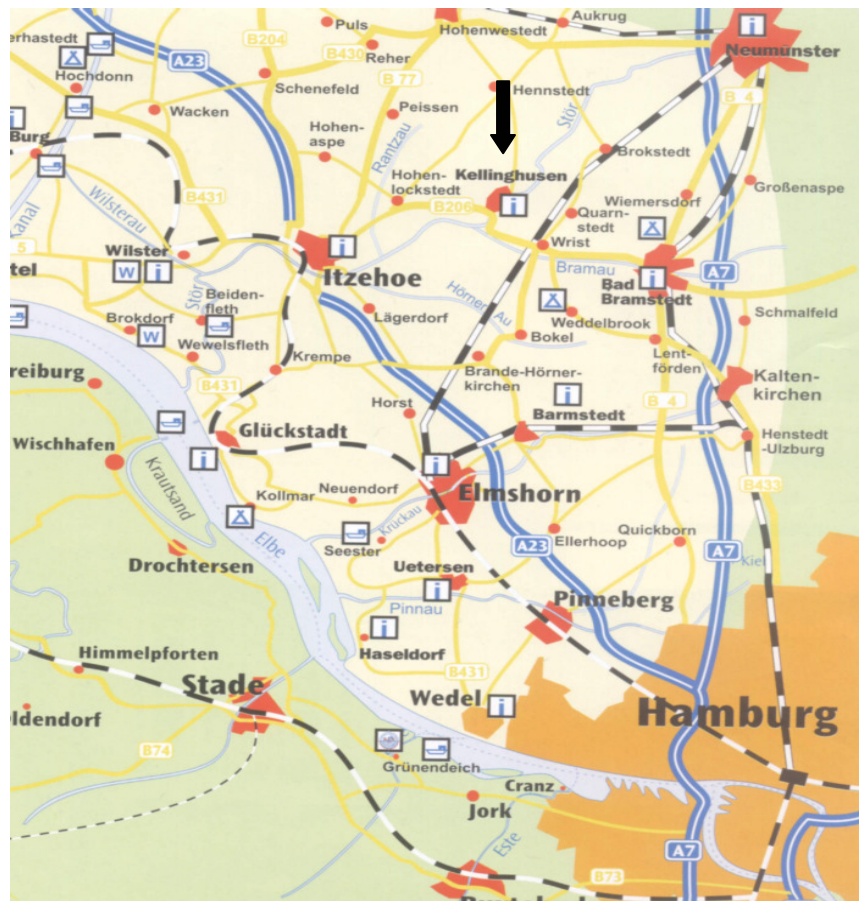 Puls
Aukrug
B204
Hohenwestedt
i
erhastedt
B430
Reher
Neumünster
A23
Hochdonn
B 77
Schenefeld
Hennstedt
B 4
Wacken
Peissen
Stör
i
Burg
Hohen-
aspe
Rantzau
Brokstedt
Kellinghusen
Hohen-
lockstedt
Großenaspe
Wilsterau
B431
B206
i
Wiemersdorf
Quarn-
stedt
Kanal
5
Wilster
i
Wrist
tel
W
i
Itzehoe
Bramau
i
A7
Stör
Beiden-
fleth
Hörner Au
Bad
Bramstedt
Brokdorf
W
Lägerdorf
Weddelbrook
Schmalfeld
Wewelsfleth
Bokel
Krempe
Lent-
förden
reiburg
B431
Brande-Hörner-
kirchen
Kalten-
kirchen
i
B 4
Horst
Barmstedt
Glückstadt
Wischhafen
Henstedt
-Ulzburg
i
i
Krautsand
Kollmar
Neuendorf
Elmshorn
B433
Krückau
Elbe
Seester
Quickborn
A23
Ellerhoop
A7
Drochtersen
Uetersen
Kiel
i
Pinnau
Pinneberg
i
Himmelpforten
Haseldorf
B431
Stade
Wedel
i
Hamburg
ldendorf
B74
Grünendeich
Cranz
Jork
Este
A7
B73